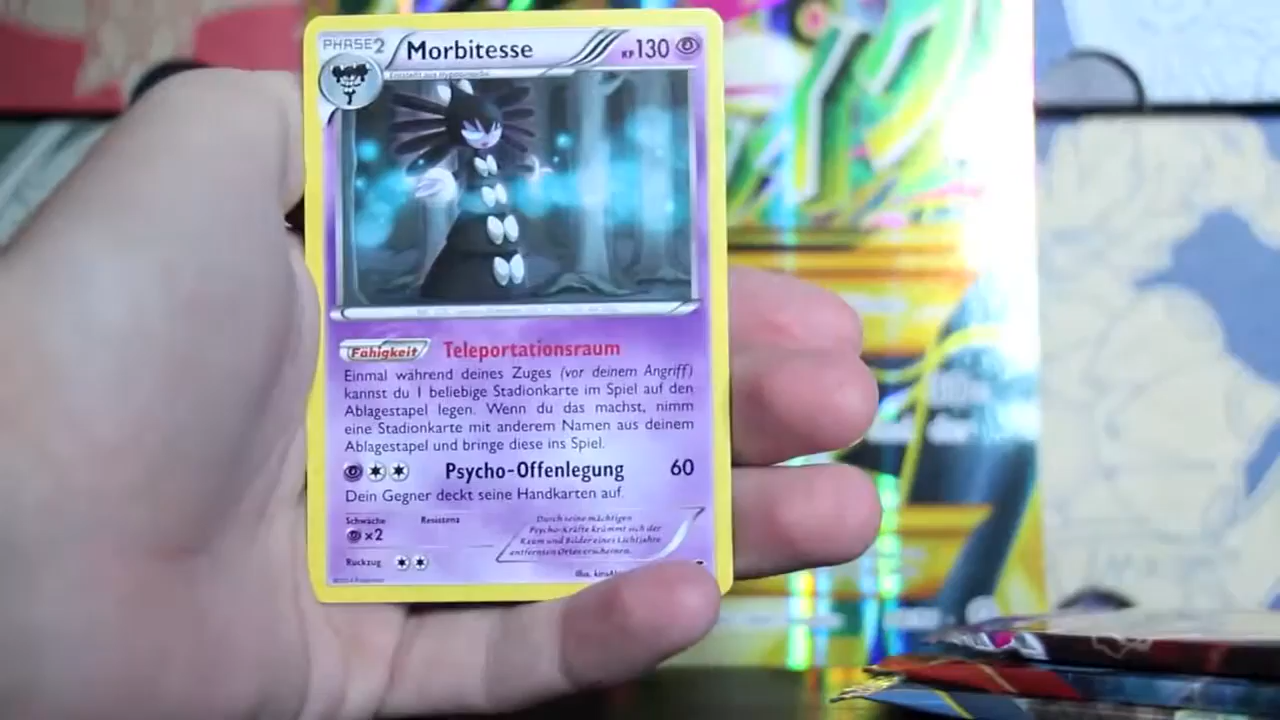 PHASE2 Morbitesse KP130
Fähigkeit Teleportationsraum
Einmal während deines Zuges (vor deinem Angriff)
kannst du 1 beliebige Stadionkarte im Spiel auf den
Ablagestapel legen. Wenn du das machst, nimm
eine Stadionkarte mit anderem Namen aus deinem
Ablagestapel und bringe diese ins Spiel.
Psycho-Offenlegung 60
Dein Gegner deckt seine Handkarten auf.
Schwäche Resistenz
×2
Rückzug
Durch seine mächtigen
Psycho-Kräfte krümmt sich der
Raum und Bilder eines Lichtjahre
entfernten Ortes erscheinen.
Illus.